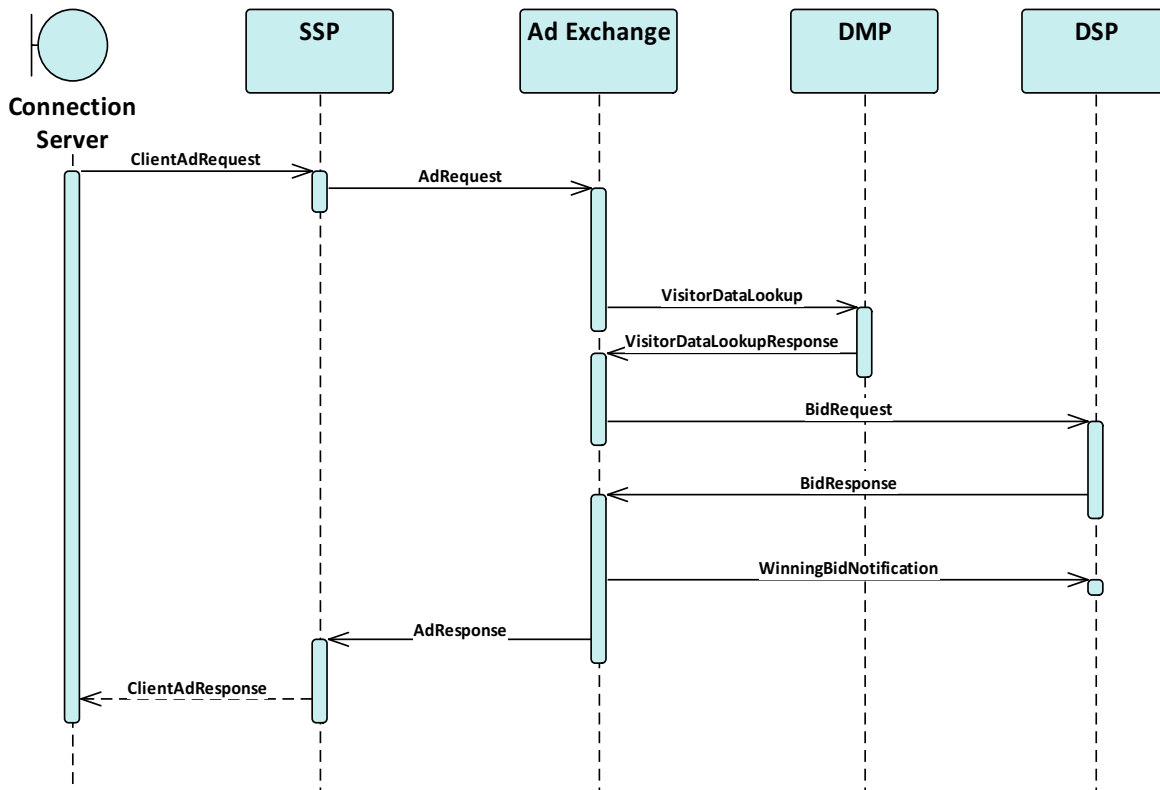 SSP
Ad Exchange
DMP
DSP
Connection
Server
ClientAdRequest
AdRequest
VisitorDataLookup
VisitorDataLookupResponse
BidRequest
BidResponse
WinningBidNotification
AdResponse
ClientAdResponse